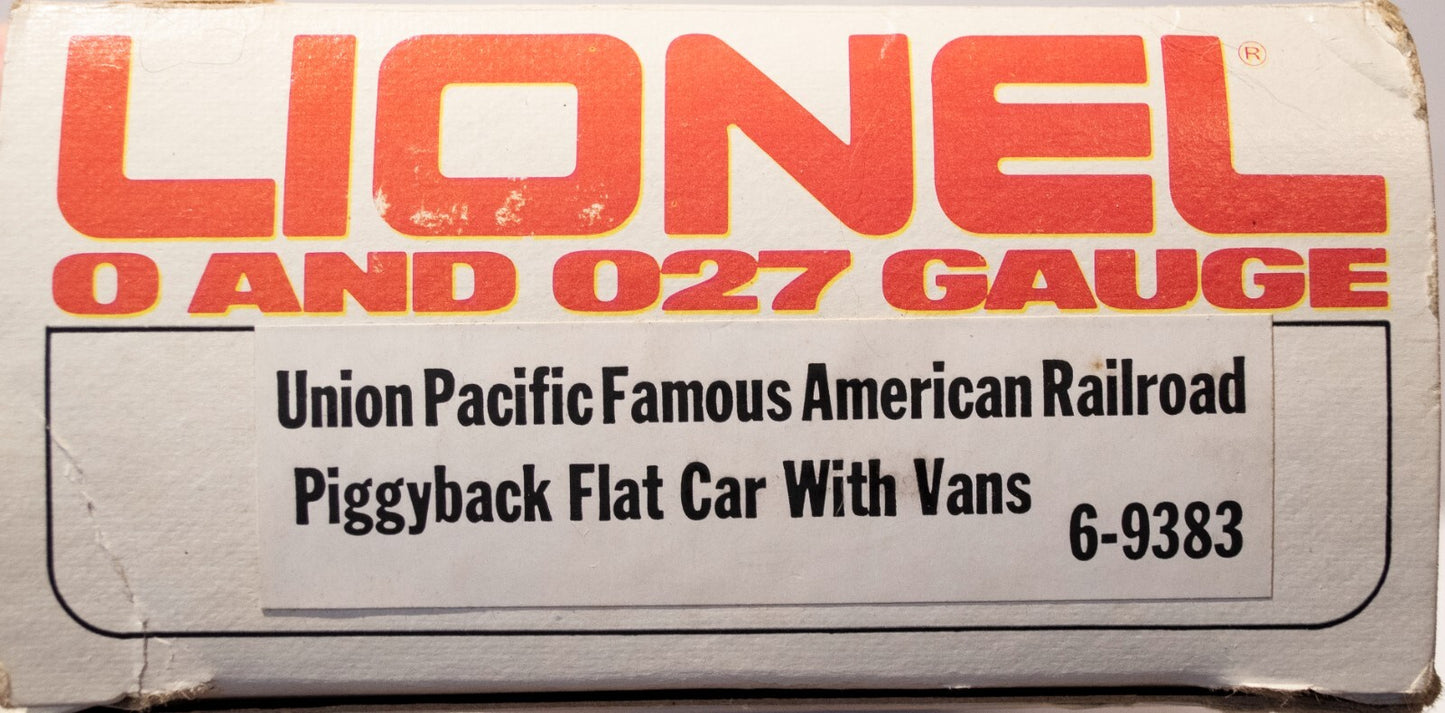 LIONEL®
O AND O27 GAUGE
Union Pacific Famous American Railroad
Piggyback Flat Car With Vans
6-9383